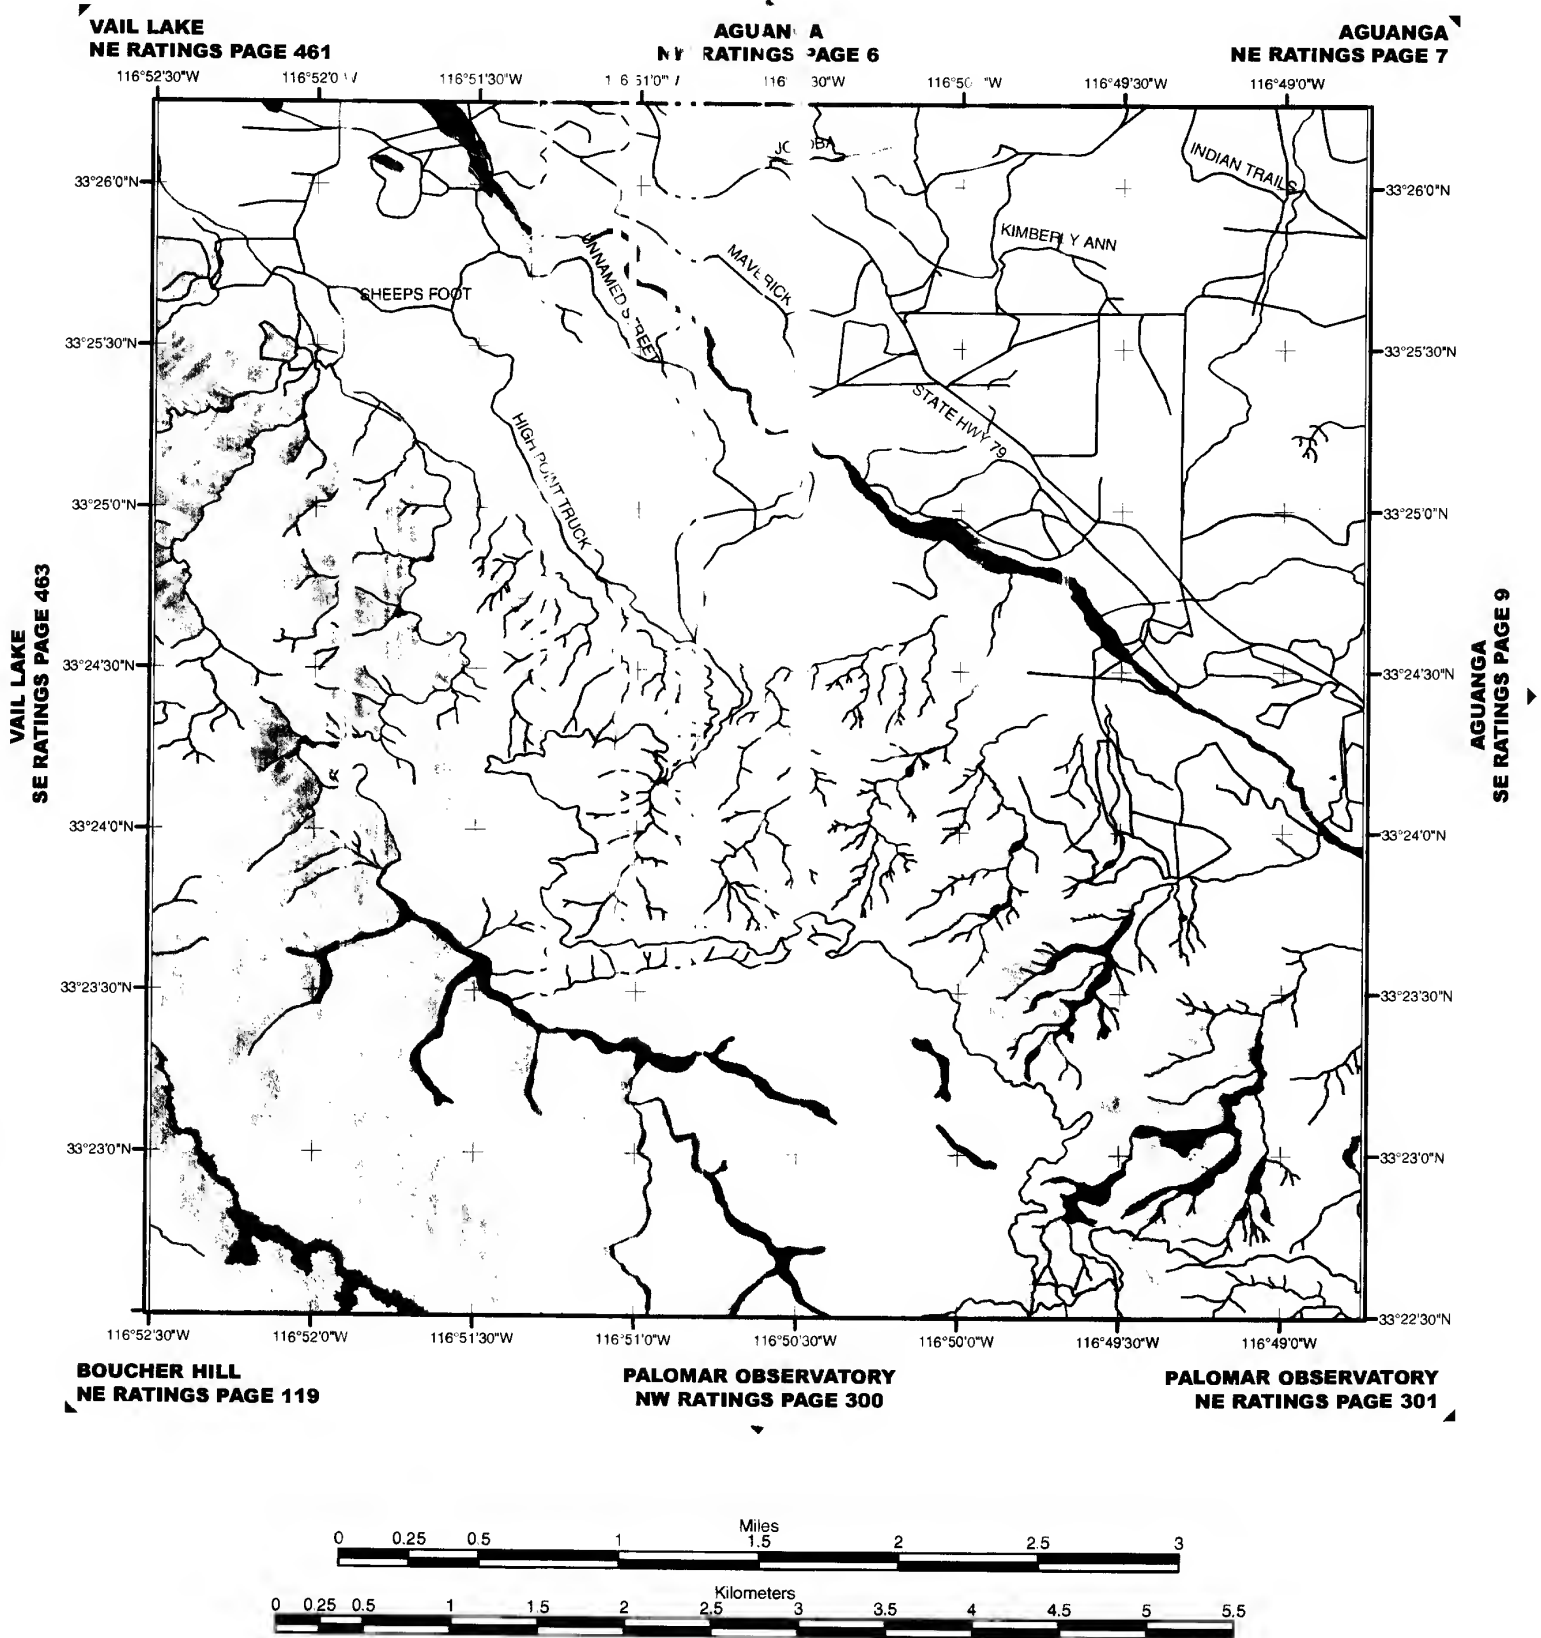 VAIL LAKE
NE RATINGS PAGE 461
AGUAN A
RATINGS PAGE 6
AGUANGA
NE RATINGS PAGE 7
116°52'30"W
116°51'30"W
116°49'30"W
116°49'0"W
33°26'0"N
33°25'30"N
33°25'0"N
33°24'30"N
33°24'0"N
33°23'30"N
33°23'0"N
INDIAN TRAILS
KIMBERLY ANN
MAVERICK
UNNAMED STREET
SHEEPS FOOT
STATE HWY 79
HIGH POINT TRUCK
VAIL LAKE
SE RATINGS PAGE 463
AGUANGA
SE RATINGS PAGE 9
33°26'0"N
33°25'30"N
33°25'0"N
33°24'30"N
33°24'0"N
33°23'30"N
33°23'0"N
33°22'30"N
116°52'30"W
116°52'0"W
116°51'30"W
116°51'0"W
116°50'30"W
116°50'0"W
116°49'30"W
116°49'0"W
BOUCHER HILL
NE RATINGS PAGE 119
PALOMAR OBSERVATORY
NW RATINGS PAGE 300
PALOMAR OBSERVATORY
NE RATINGS PAGE 301
Miles
0 0.25 0.5 1 1.5 2 2.5 3
Kilometers
0 0.25 0.5 1 1.5 2 2.5 3 3.5 4 4.5 5 5.5